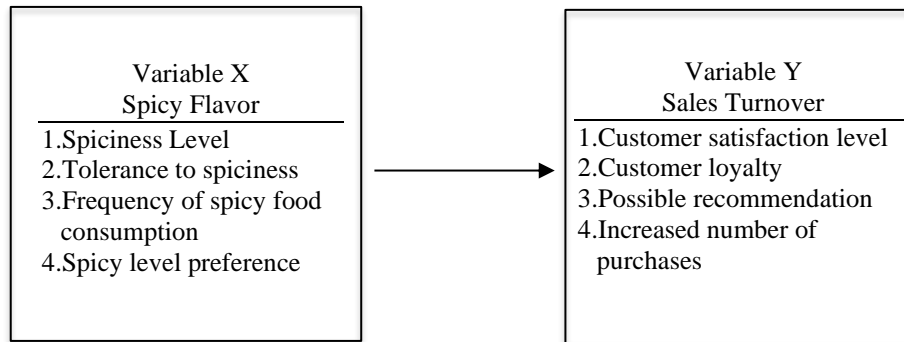 Variable X
Spicy Flavor
1.Spiciness Level
2.Tolerance to spiciness
3.Frequency of spicy food
consumption
4.Spicy level preference
Variable Y
Sales Turnover
1.Customer satisfaction level
2.Customer loyalty
3.Possible recommendation
4.Increased number of
purchases